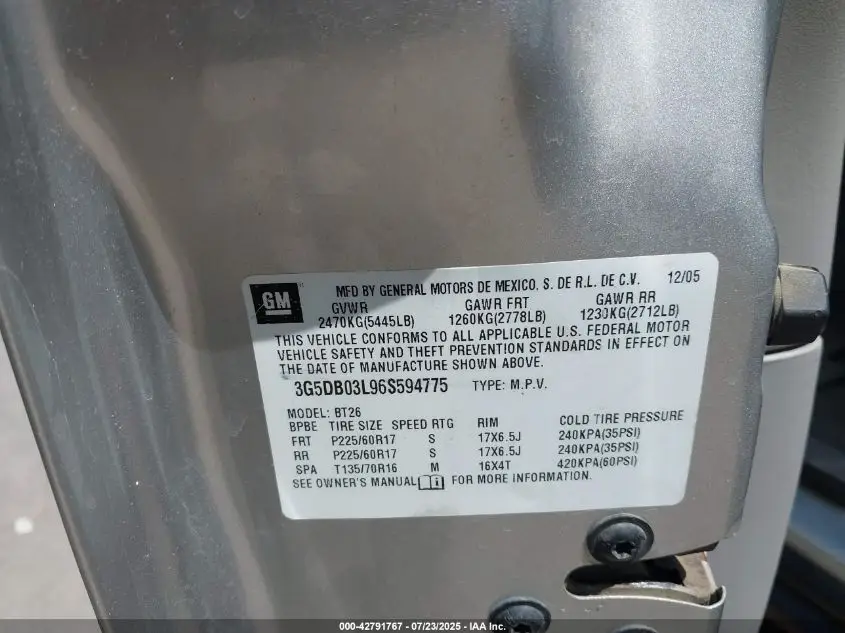 GM
MFD BY GENERAL MOTORS DE MEXICO. S. DE R.L. DE C.V. 12/05
GVWR GAWR FRT GAWR RR
2470KG(5445LB) 1260KG(2778LB) 1230KG(2712LB)
THIS VEHICLE CONFORMS TO ALL APPLICABLE U.S. FEDERAL MOTOR
VEHICLE SAFETY AND THEFT PREVENTION STANDARDS IN EFFECT ON
THE DATE OF MANUFACTURE SHOWN ABOVE.
3G5DB03L96S594775 TYPE: M.P.V.
MODEL: BT26
BPBE TIRE SIZE SPEED RTG RIM COLD TIRE PRESSURE
FRT P225/60R17 S 17X6.5J 240KPA(35PSI)
RR P225/60R17 S 17X6.5J 240KPA(35PSI)
SPA T135/70R16 M 16X4T 420KPA(60PSI)
SEE OWNER'S MANUAL FOR MORE INFORMATION.
000-42791767 - 07/23/2025 - IAA Inc.